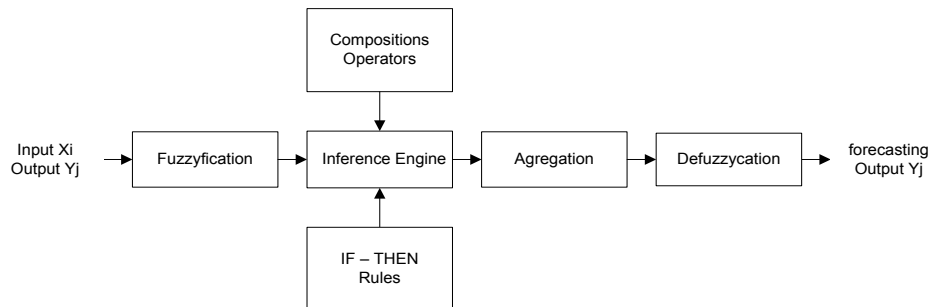 Compositions
Operators
Input Xi
Output Yj
Fuzzyfication
Inference Engine
Agregation
Defuzzycation
forecasting
Output Yj
IF – THEN
Rules